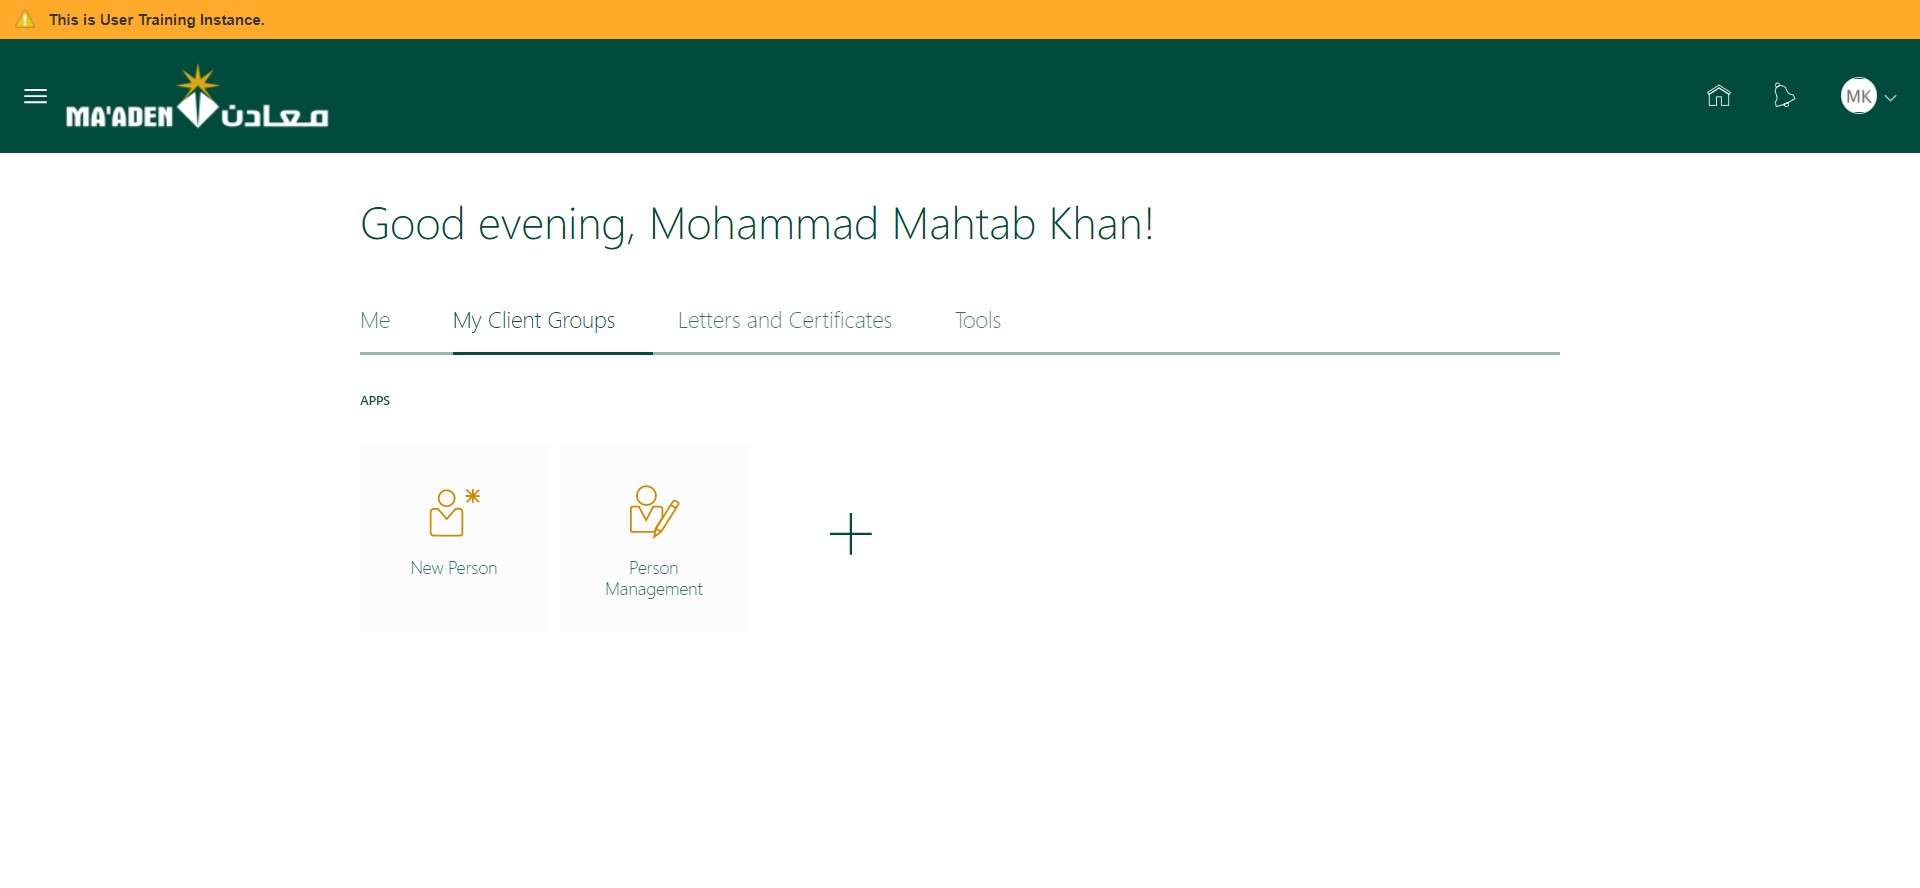 This is User Training Instance.
MA'ADEN معادن
MK
Good evening, Mohammad Mahtab Khan!
Me
My Client Groups
Letters and Certificates
Tools
APPS
New Person
Person
Management